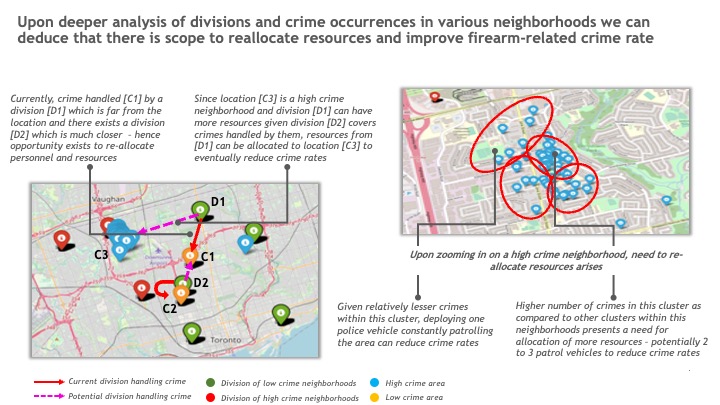 Upon deeper analysis of divisions and crime occurrences in various neighborhoods we can
deduce that there is scope to reallocate resources and improve firearm-related crime rate
Currently, crime handled [C1] by a
division [D1] which is far from the
location and there exists a division
[D2] which is much closer – hence
opportunity exists to re-allocate
personnel and resources
Since location [C3] is a high crime
neighborhood and division [D1] can have
more resources given division [D2] covers
crimes handled by them, resources from
[D1] can be allocated to location [C3] to
eventually reduce crime rates
Vaughan
D1
C3
C1
D2
C2
Toronto
Upon zooming in on a high crime neighborhood, need to re-
allocate resources arises
Given relatively lesser crimes
within this cluster, deploying one
police vehicle constantly patrolling
the area can reduce crime rates
Higher number of crimes in this cluster as
compared to other clusters within this
neighborhoods presents a need for
allocation of more resources – potentially 2
to 3 patrol vehicles to reduce crime rates
Current division handling crime
Potential division handling crime
Division of low crime neighborhoods
Division of high crime neighborhoods
High crime area
Low crime area